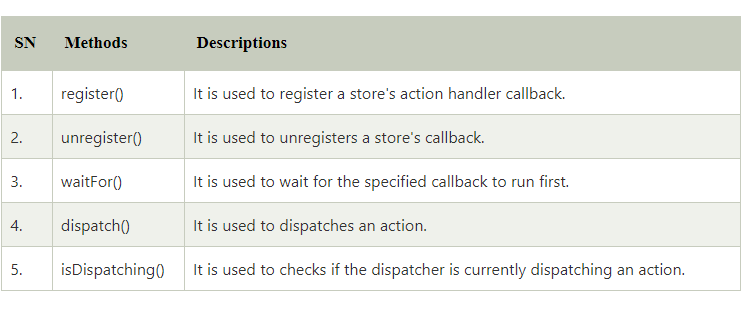 SN Methods Descriptions
1. register() It is used to register a store's action handler callback.
2. unregister() It is used to unregisters a store's callback.
3. waitFor() It is used to wait for the specified callback to run first.
4. dispatch() It is used to dispatches an action.
5. isDispatching() It is used to checks if the dispatcher is currently dispatching an action.